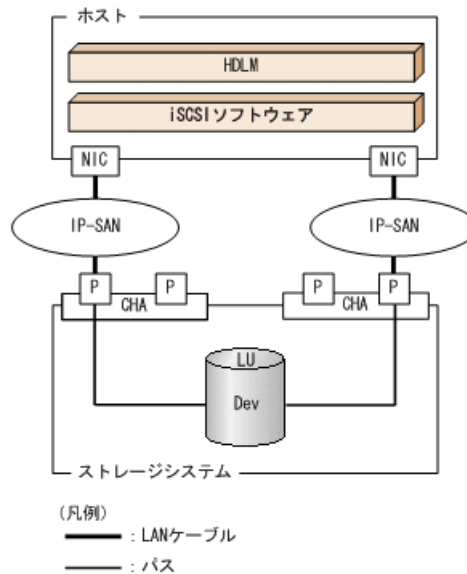 ホスト
HDLM
iSCSIソフトウェア
NIC
NIC
IP-SAN
IP-SAN
P
P
P
P
CHA
CHA
LU
Dev
ストレージシステム
(凡例)
: LANケーブル
: パス